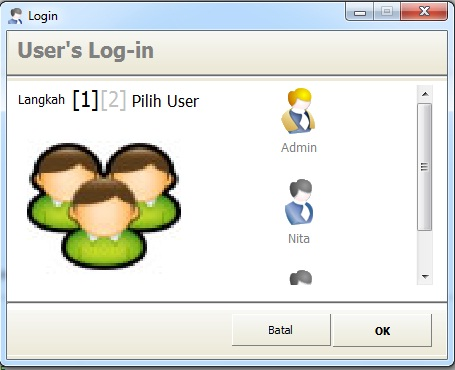 Login
User's Log-in
Langkah [1][2] Pilih User
Admin
Nita
Batal
OK